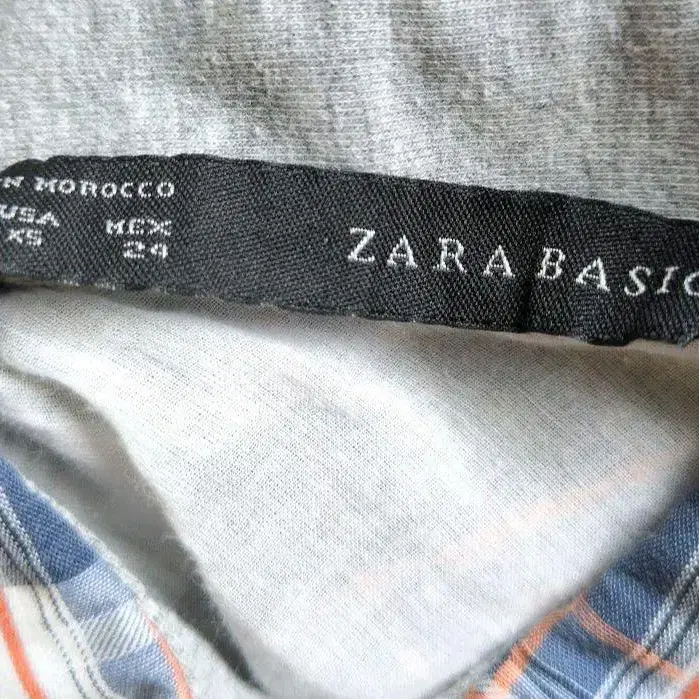 N MOROCCO
USA MEX
XS 24
ZARA BASIC